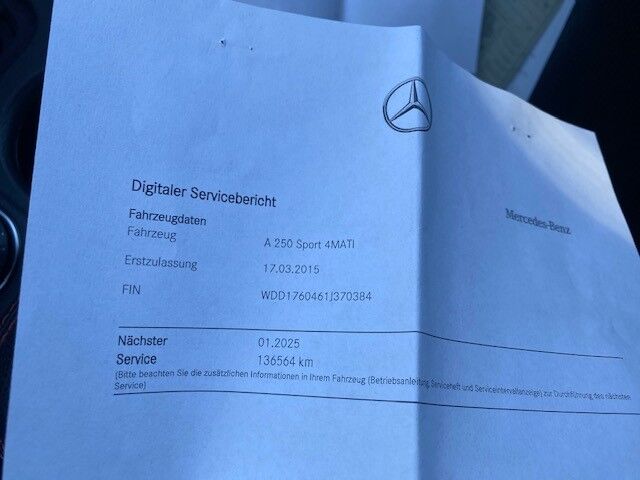 Mercedes-Benz
Digitaler Servicebericht
Fahrzeugdaten
Fahrzeug A 250 Sport 4MATI
Erstzulassung 17.03.2015
FIN WDD1760461J370384
Nächster 01.2025
Service 136564 km
(Bitte beachten Sie die zusätzlichen Informationen in Ihrem Fahrzeug (Betriebsanleitung, Serviceheft und Serviceintervallanzeige) zur Durchführung des nächsten
Service)